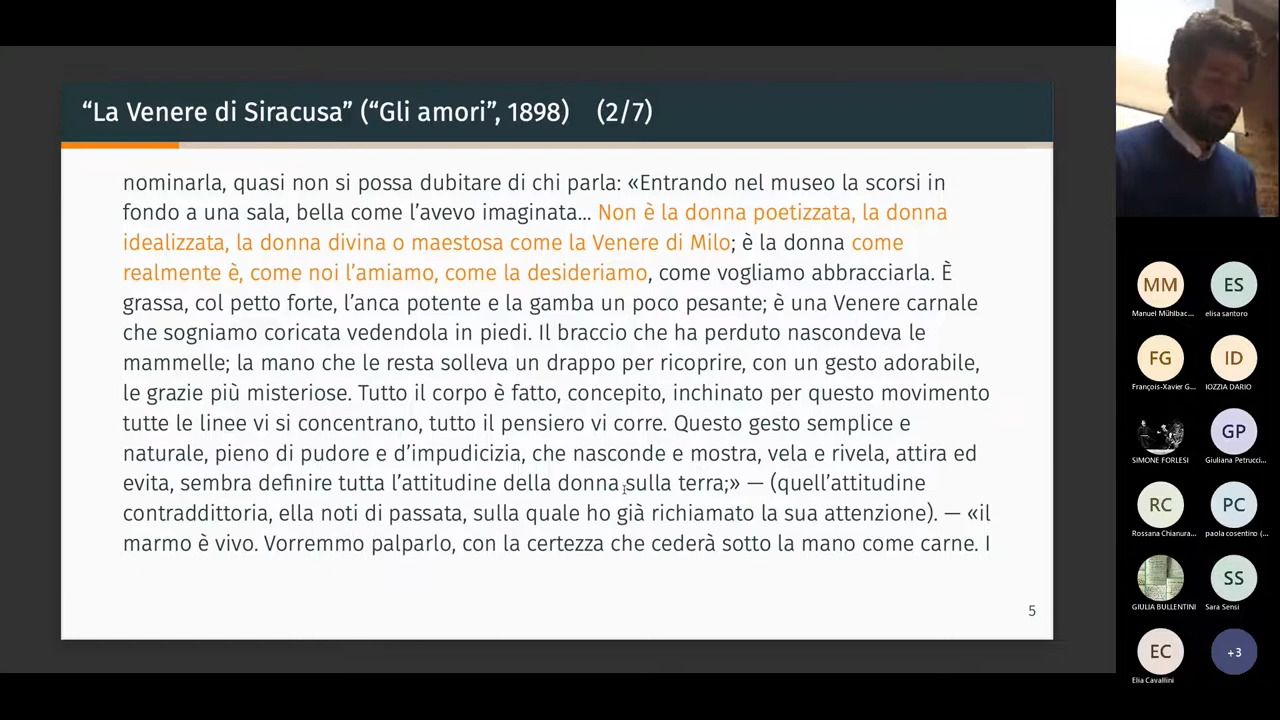 “La Venere di Siracusa” (“Gli amori”, 1898) (2/7)
nominarla, quasi non si possa dubitare di chi parla: «Entrando nel museo la scorsi in
fondo a una sala, bella come l’avevo imaginata... Non è la donna poetizzata, la donna
idealizzata, la donna divina o maestosa come la Venere di Milo; è la donna come
realmente è, come noi l’amiamo, come la desideriamo, come vogliamo abbracciarla. È
grassa, col petto forte, l’anca potente e la gamba un poco pesante; è una Venere carnale
che sogniamo coricata vedendola in piedi. Il braccio che ha perduto nascondeva le
mammelle; la mano che le resta solleva un drappo per ricoprire, con un gesto adorabile,
le grazie più misteriose. Tutto il corpo è fatto, concepito, inchinato per questo movimento
tutte le linee vi si concentrano, tutto il pensiero vi corre. Questo gesto semplice e
naturale, pieno di pudore e d’impudicizia, che nasconde e mostra, vela e rivela, attira ed
evita, sembra definire tutta l’attitudine della donna sulla terra;» — (quell’attitudine
contraddittoria, ella noti di passata, sulla quale ho già richiamato la sua attenzione). — «il
marmo è vivo. Vorremmo palparlo, con la certezza che cederà sotto la mano come carne. I
5
MM
Manuel Mühlbac...
ES
elisa santoro
FG
François-Xavier G...
ID
IOZZIA DARIO
SIMONE FORLESI
GP
Giuliana Petrucci...
RC
Rossana Chianura...
PC
paola cosentino (...
GIULIA BULLENTINI
SS
Sara Sensi
EC
Elia Cavallini
+3